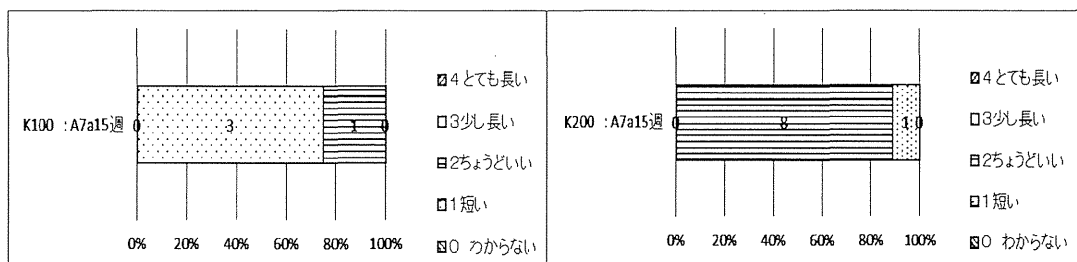 K100 :A7a15週
0
3
1
0
0% 20% 40% 60% 80% 100%
4とても長い
3少し長い
2ちょうどいい
1短い
0 わからない
K200 :A7a15週
0
8
1
0
0% 20% 40% 60% 80% 100%
4とても長い
3少し長い
2ちょうどいい
1短い
0 わからない